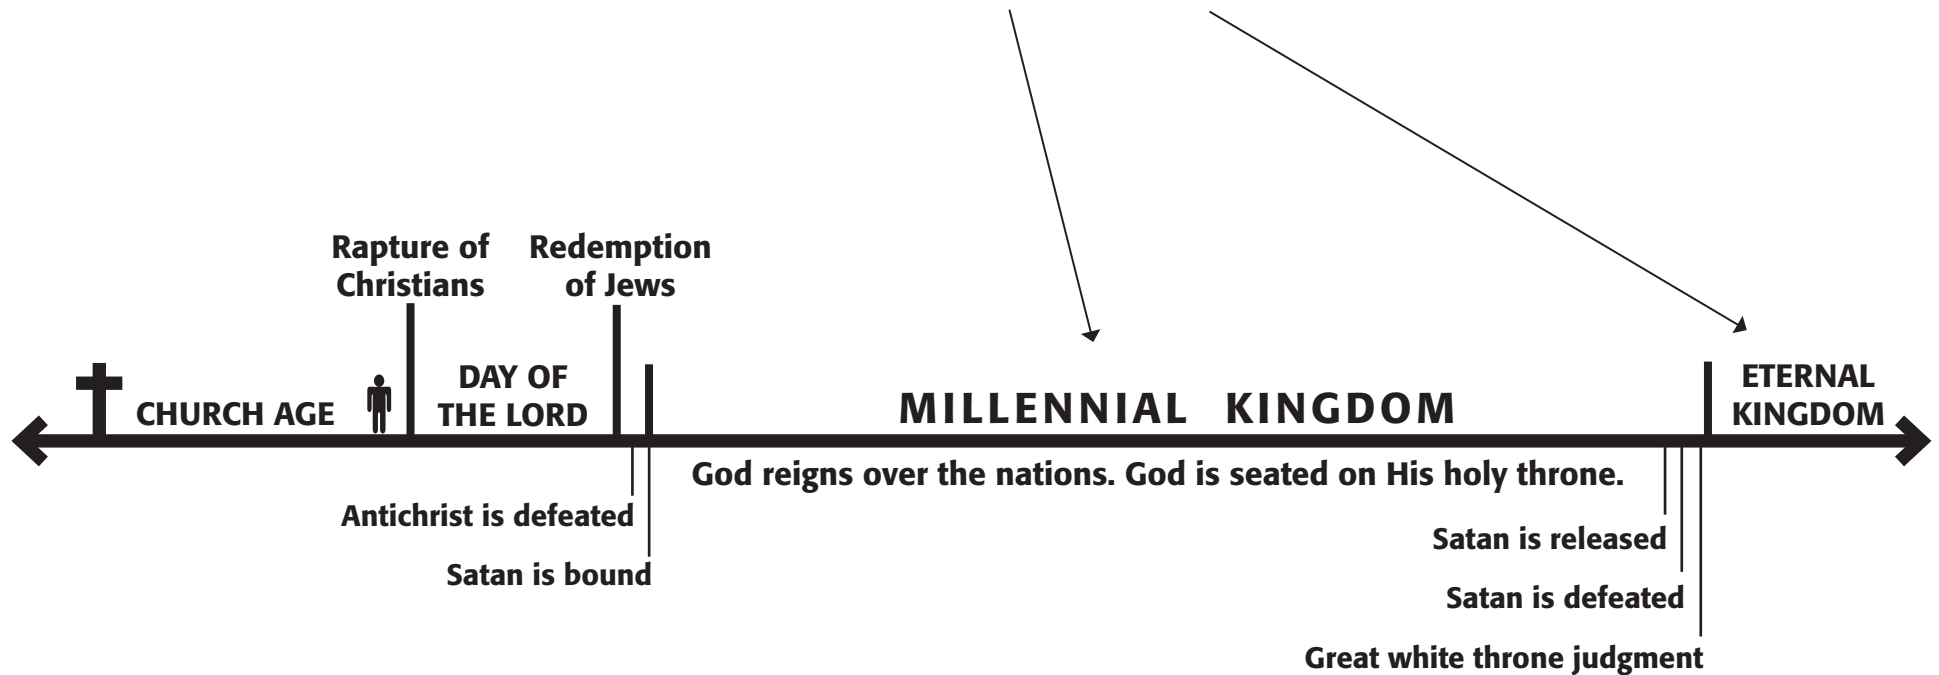 Rapture of
Christians
Redemption
of Jews
CHURCH AGE
DAY OF
THE LORD
MILLENNIAL KINGDOM
ETERNAL
KINGDOM
God reigns over the nations. God is seated on His holy throne.
Antichrist is defeated
Satan is bound
Satan is released
Satan is defeated
Great white throne judgment